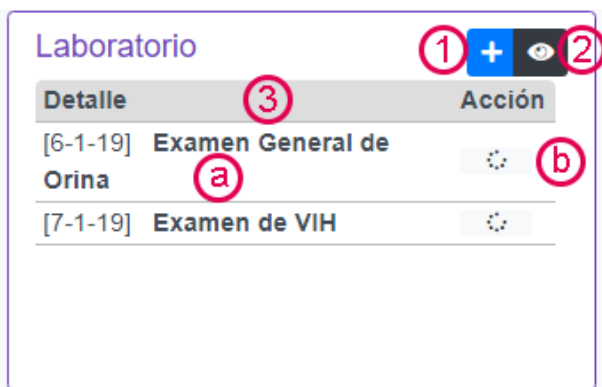 Laboratorio 1 + 2
Detalle 3 Acción
[6-1-19] Examen General de
Orina a b
[7-1-19] Examen de VIH